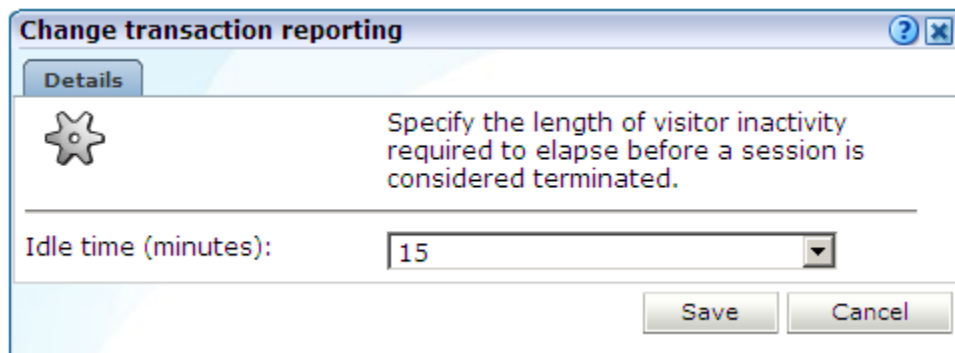 Change transaction reporting
Details
Specify the length of visitor inactivity
required to elapse before a session is
considered terminated.
Idle time (minutes): 15
Save Cancel